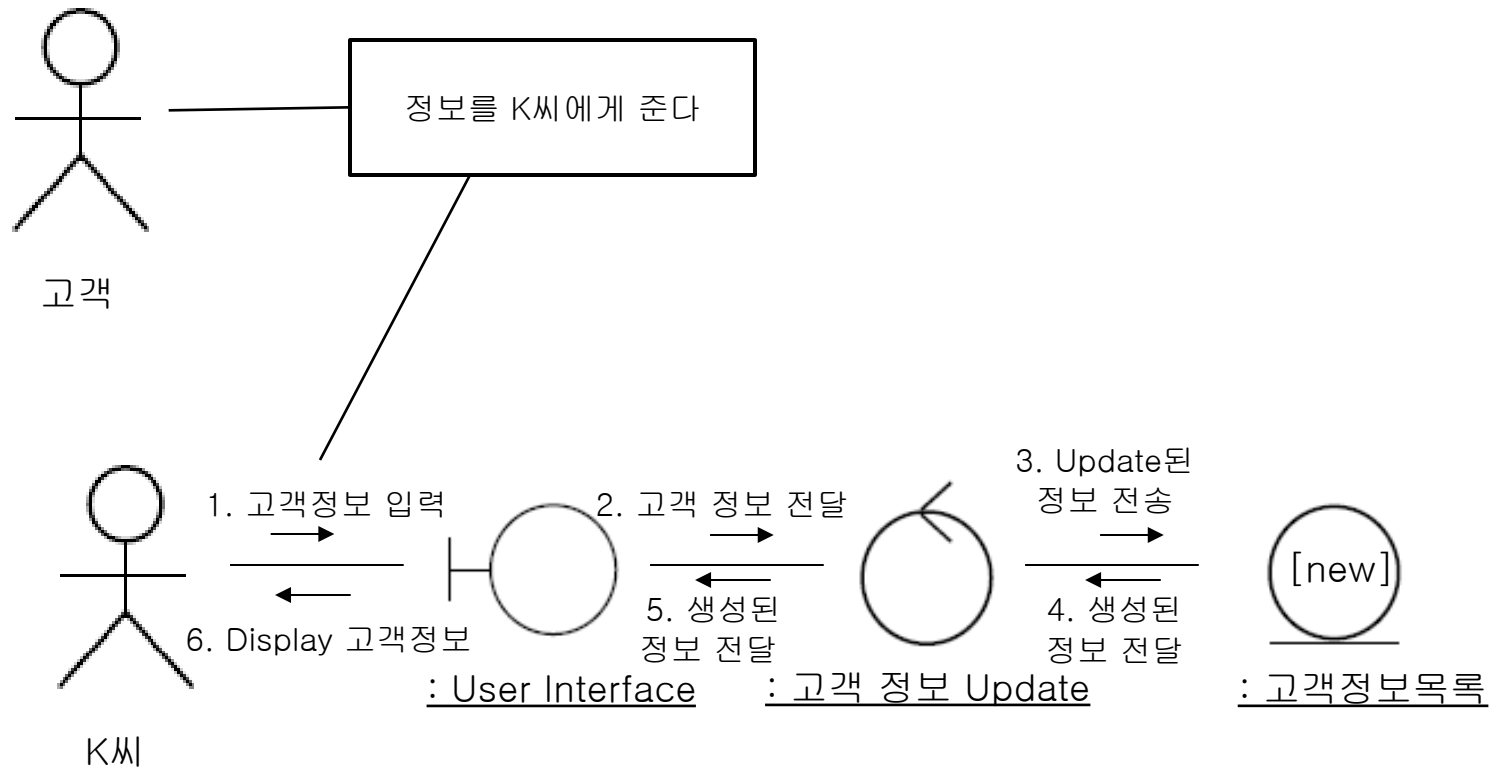 정보를 K씨에게 준다
고객
1. 고객정보 입력
2. 고객 정보 전달
3. Update된
정보 전송
[new]
6. Display 고객정보
5. 생성된
정보 전달
4. 생성된
정보 전달
: User Interface
: 고객 정보 Update
: 고객정보목록
K씨